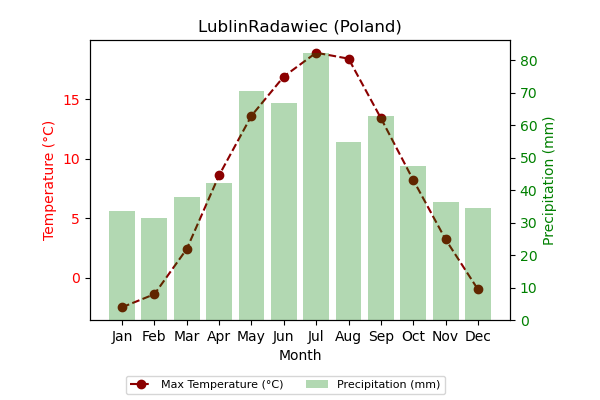 LublinRadawiec (Poland)
Temperature (°C)
15
10
5
0
80
70
60
50
40
30
20
10
0
Precipitation (mm)
Jan Feb Mar Apr May Jun Jul Aug Sep Oct Nov Dec
Month
Max Temperature (°C) Precipitation (mm)